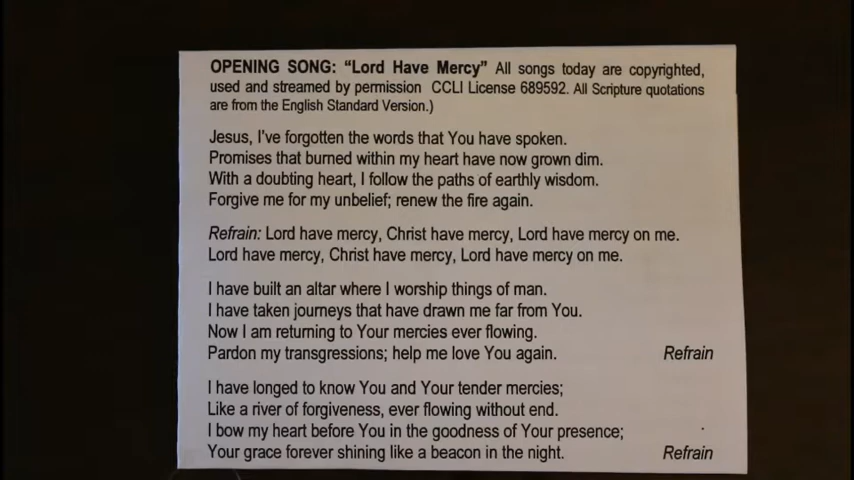 OPENING SONG: “Lord Have Mercy” All songs today are copyrighted,
used and streamed by permission CCLI License 689592. All Scripture quotations
are from the English Standard Version.)
Jesus, I've forgotten the words that You have spoken.
Promises that burned within my heart have now grown dim.
With a doubting heart, I follow the paths of earthly wisdom.
Forgive me for my unbelief; renew the fire again.
Refrain: Lord have mercy, Christ have mercy, Lord have mercy on me.
Lord have mercy, Christ have mercy, Lord have mercy on me.
I have built an altar where I worship things of man.
I have taken journeys that have drawn me far from You.
Now I am returning to Your mercies ever flowing.
Pardon my transgressions; help me love You again. Refrain
I have longed to know You and Your tender mercies;
Like a river of forgiveness, ever flowing without end.
I bow my heart before You in the goodness of Your presence;
Your grace forever shining like a beacon in the night. Refrain